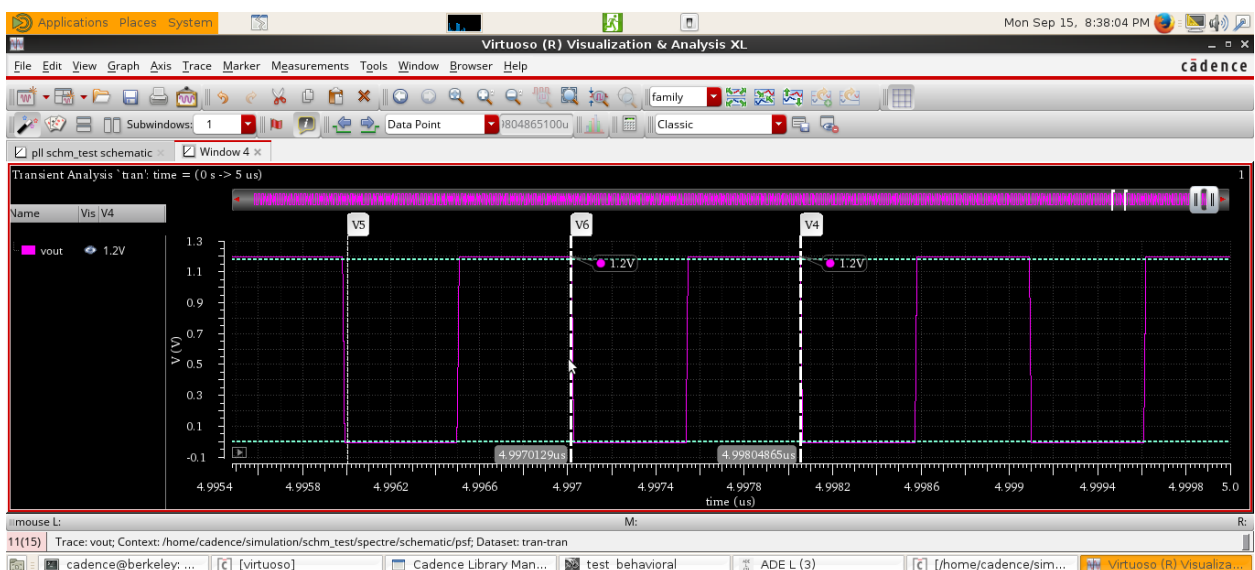 Applications Places System Mon Sep 15, 8:38:04 PM
Virtuoso (R) Visualization & Analysis XL
File Edit View Graph Axis Trace Marker Measurements Tools Window Browser Help cādence
family
Subwindows: 1 Data Point 804865100u Classic
pll schm_test schematic Window 4
Transient Analysis `tran': time = (0 s -> 5 us) 1
Name Vis V4
V5 V6 V4
vout 1.2V
1.3
1.2V 1.2V
1.1
0.9
0.7
V (V)
0.5
0.3
0.1
-0.1
4.9970129us 4.99804865us
4.9954 4.9958 4.9962 4.9966 4.997 4.9974 4.9978 4.9982 4.9986 4.999 4.9994 4.9998 5.0
time (us)
mouse L: M: R:
11(15) Trace: vout; Context: /home/cadence/simulation/schm_test/spectre/schematic/psf; Dataset: tran-tran
cadence@berkeley: ... [virtuoso] Cadence Library Man... test behavioral ADE L (3) [/home/cadence/sim... Virtuoso (R) Visualiza...